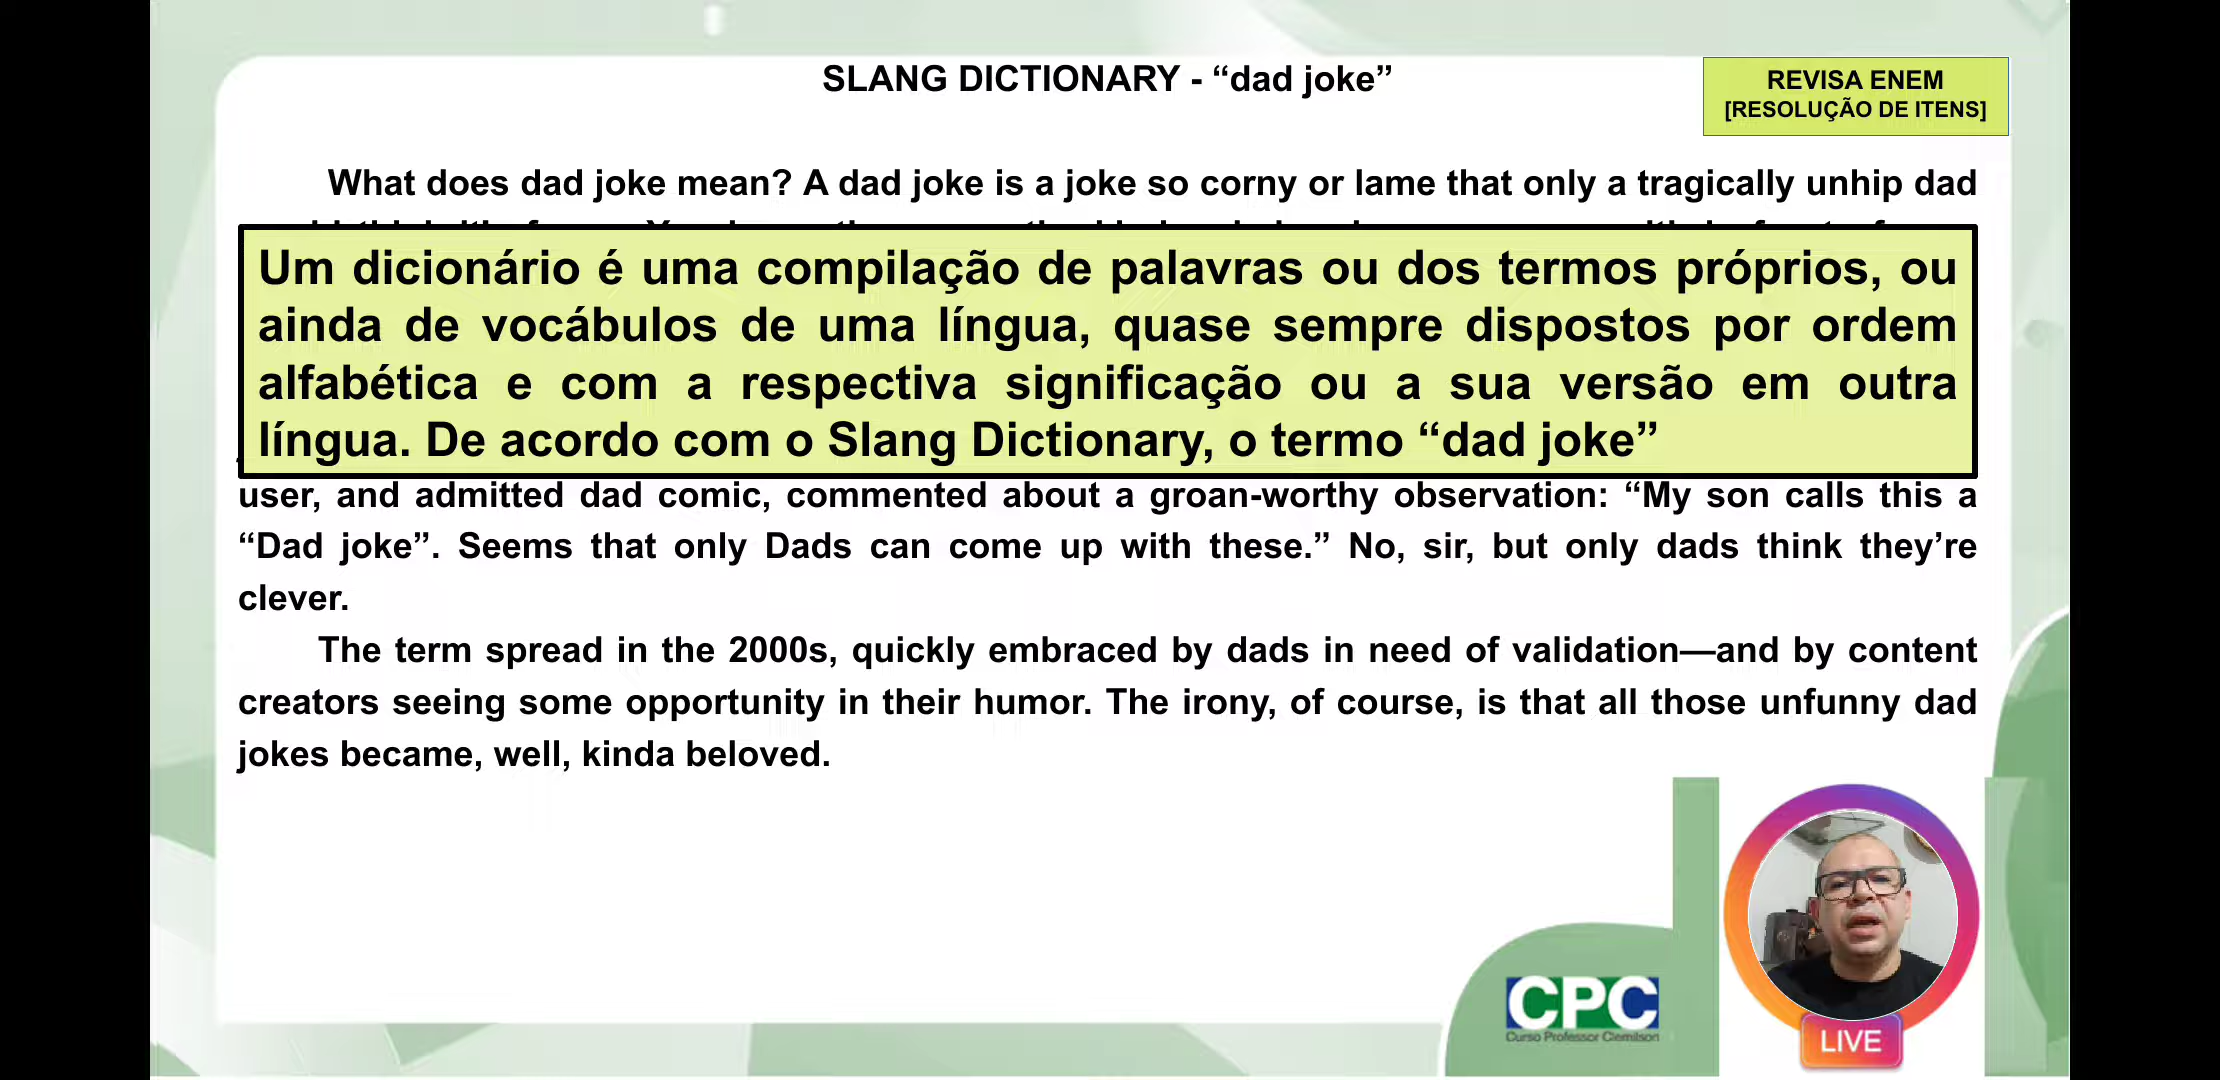 SLANG DICTIONARY - “dad joke”
REVISA ENEM
[RESOLUÇÃO DE ITENS]
What does dad joke mean? A dad joke is a joke so corny or lame that only a tragically unhip dad
Um dicionário é uma compilação de palavras ou dos termos próprios, ou
ainda de vocábulos de uma língua, quase sempre dispostos por ordem
alfabética e com a respectiva significação ou a sua versão em outra
língua. De acordo com o Slang Dictionary, o termo “dad joke”
user, and admitted dad comic, commented about a groan-worthy observation: “My son calls this a
“Dad joke”. Seems that only Dads can come up with these.” No, sir, but only dads think they’re
clever.
The term spread in the 2000s, quickly embraced by dads in need of validation—and by content
creators seeing some opportunity in their humor. The irony, of course, is that all those unfunny dad
jokes became, well, kinda beloved.
CPC
Curso Professor Clemilson
LIVE